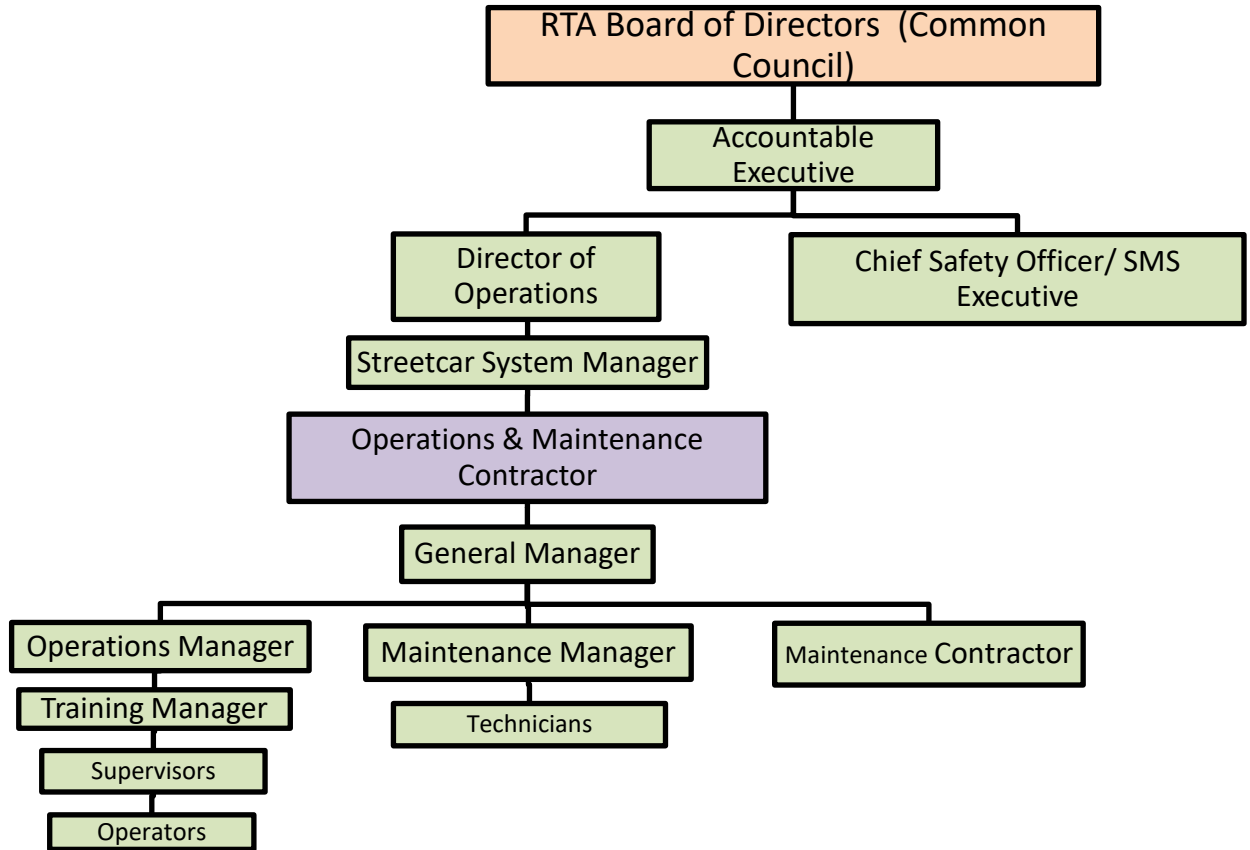 RTA Board of Directors  (Common
Council)
Accountable
Executive
Director of
Operations
Chief Safety Officer/ SMS
Executive
Streetcar System Manager
Operations & Maintenance
Contractor
General Manager
Operations Manager
Maintenance Manager
Maintenance Contractor
Training Manager
Technicians
Supervisors
Operators